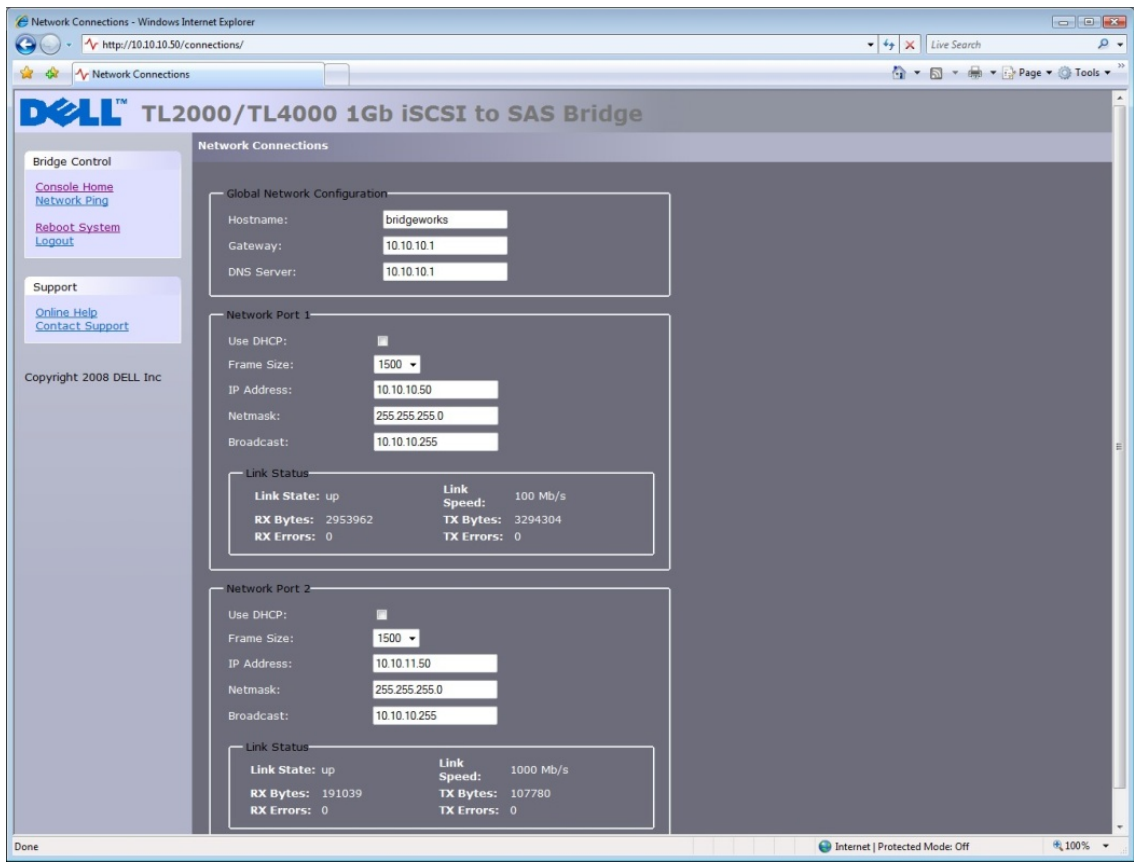 Network Connections - Windows Internet Explorer
http://10.10.10.50/connections/
Live Search
Network Connections
Page
Tools
DELL™ TL2000/TL4000 1Gb iSCSI to SAS Bridge
Network Connections
Bridge Control
Console Home
Network Ping
Reboot System
Logout
Support
Online Help
Contact Support
Copyright 2008 DELL Inc
Global Network Configuration
Hostname: bridgeworks
Gateway: 10.10.10.1
DNS Server: 10.10.10.1
Network Port 1
Use DHCP:
Frame Size: 1500
IP Address: 10.10.10.50
Netmask: 255.255.255.0
Broadcast: 10.10.10.255
Link Status
Link State: up Link Speed: 100 Mb/s
RX Bytes: 2953962 TX Bytes: 3294304
RX Errors: 0 TX Errors: 0
Network Port 2
Use DHCP:
Frame Size: 1500
IP Address: 10.10.11.50
Netmask: 255.255.255.0
Broadcast: 10.10.10.255
Link Status
Link State: up Link Speed: 1000 Mb/s
RX Bytes: 191039 TX Bytes: 107780
RX Errors: 0 TX Errors: 0
Done
Internet | Protected Mode: Off
100%